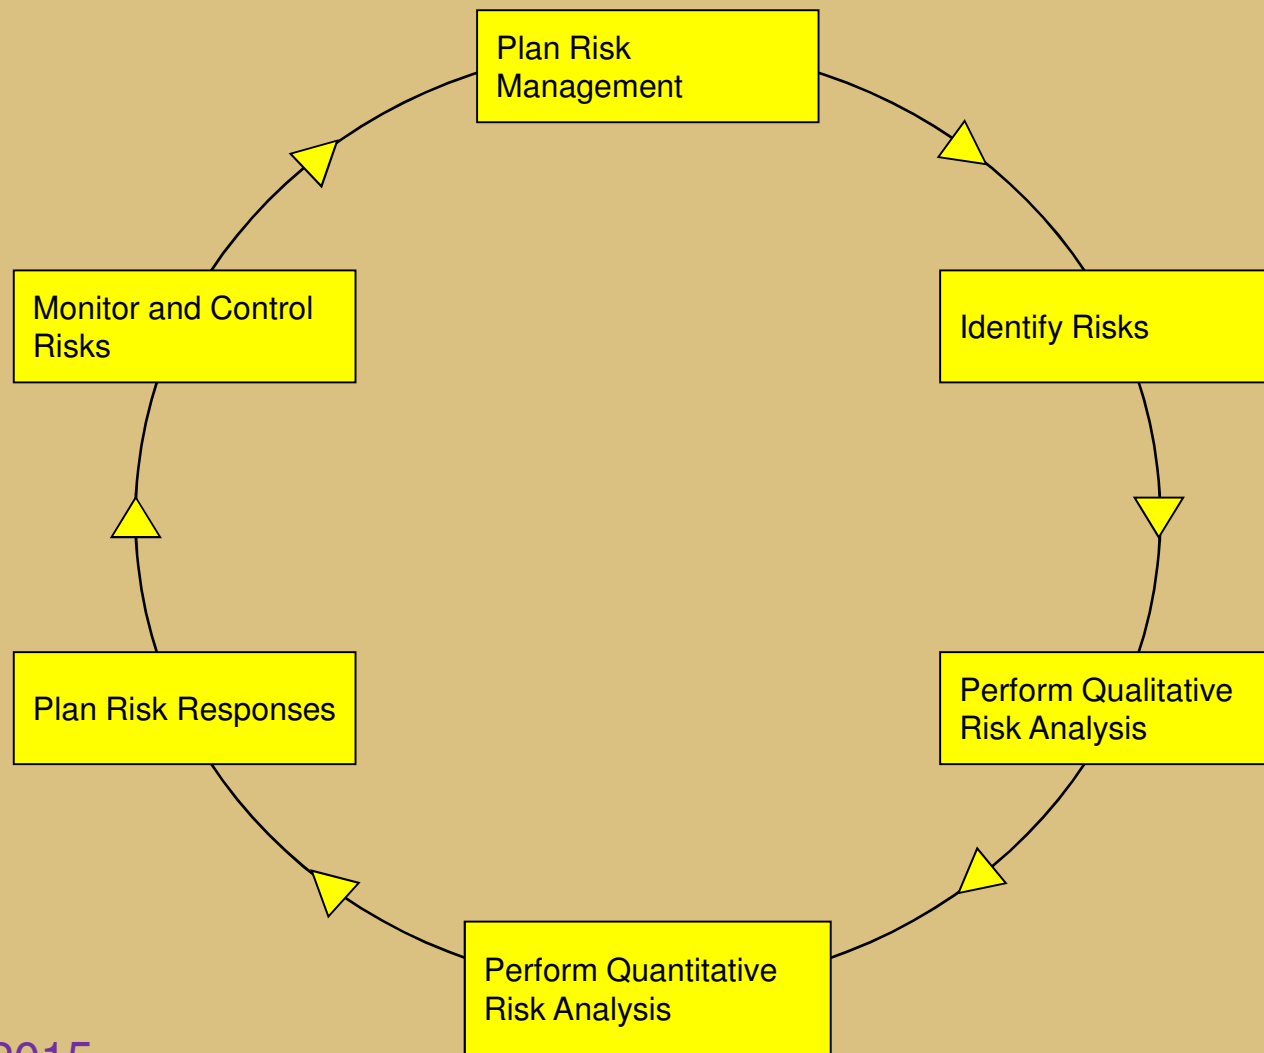 Plan Risk
Management
Identify Risks
Perform Qualitative
Risk Analysis
Perform Quantitative
Risk Analysis
Plan Risk Responses
Monitor and Control
Risks
2015